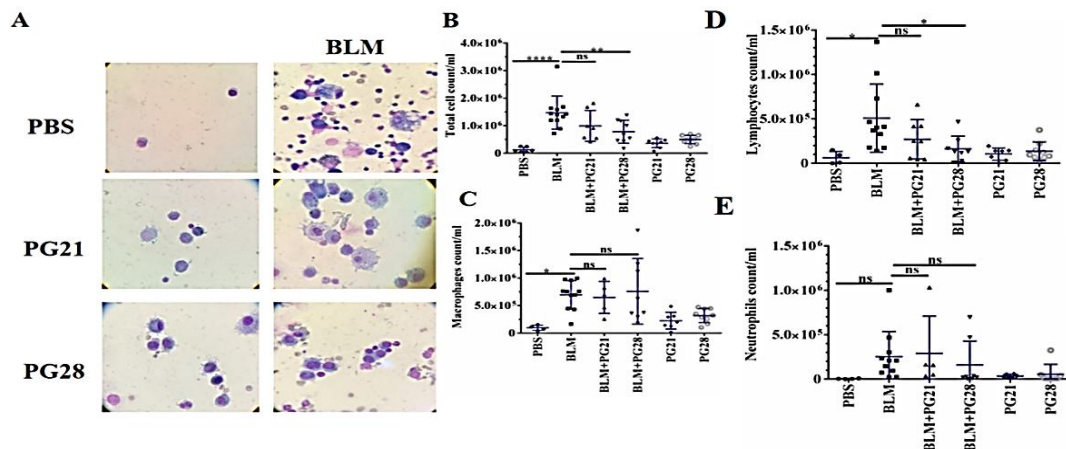 A
BLM
PBS
PG21
PG28
B
Total cell count/ml
4.0×10⁶
3.0×10⁶
2.0×10⁶
1.0×10⁶
0
****
**
ns
PBS
BLM
BLM+PG21
BLM+PG28
PG21
PG28
C
Macrophages count/ml
2.0×10⁶
1.5×10⁶
1.0×10⁶
5.0×10⁵
0
*
ns
ns
PBS
BLM
BLM+PG21
BLM+PG28
PG21
PG28
D
Lymphocytes count/ml
1.5×10⁶
1.0×10⁶
5.0×10⁵
0
*
*
ns
PBS
BLM
BLM+PG21
BLM+PG28
PG21
PG28
E
Neutrophils count/ml
1.5×10⁶
1.0×10⁶
5.0×10⁵
0
ns
ns
ns
PBS
BLM
BLM+PG21
BLM+PG28
PG21
PG28